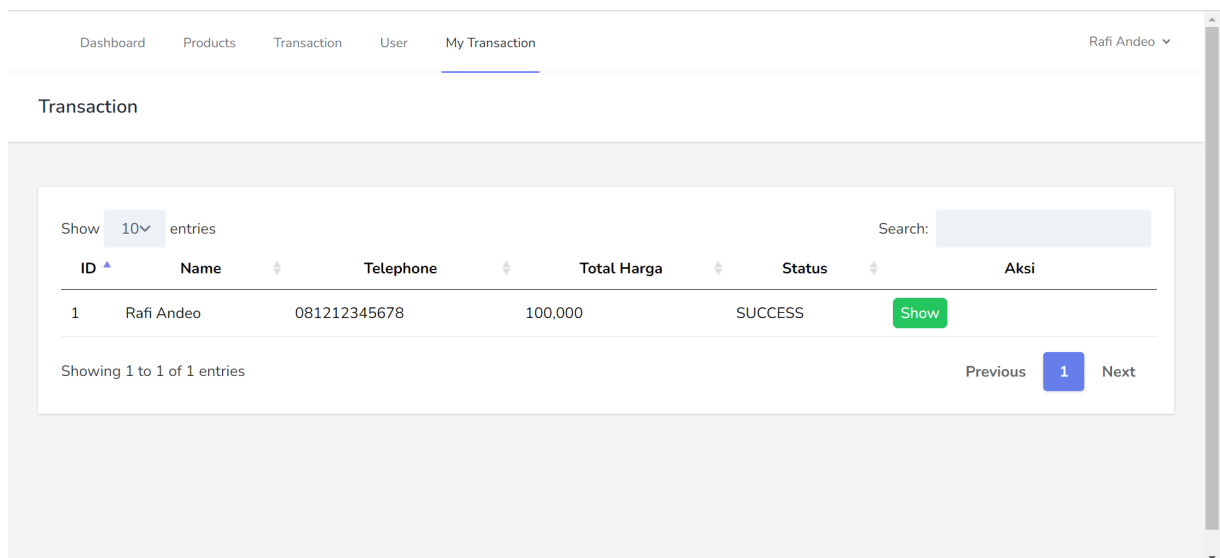 Dashboard Products Transaction User My Transaction Rafi Andeo
Transaction
Show 10 entries Search:
ID Name Telephone Total Harga Status Aksi
1 Rafi Andeo 081212345678 100,000 SUCCESS Show
Showing 1 to 1 of 1 entries Previous 1 Next